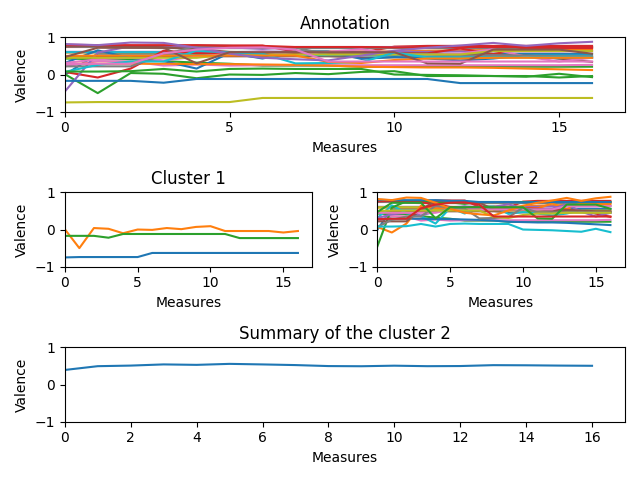 Annotation
Valence
1
0
−1
0 5 10 15
Measures
Cluster 1 Cluster 2
Valence Valence
1 1
0 0
−1 −1
0 5 10 15 0 5 10 15
Measures Measures
Summary of the cluster 2
Valence
1
0
−1
0 2 4 6 8 10 12 14 16
Measures